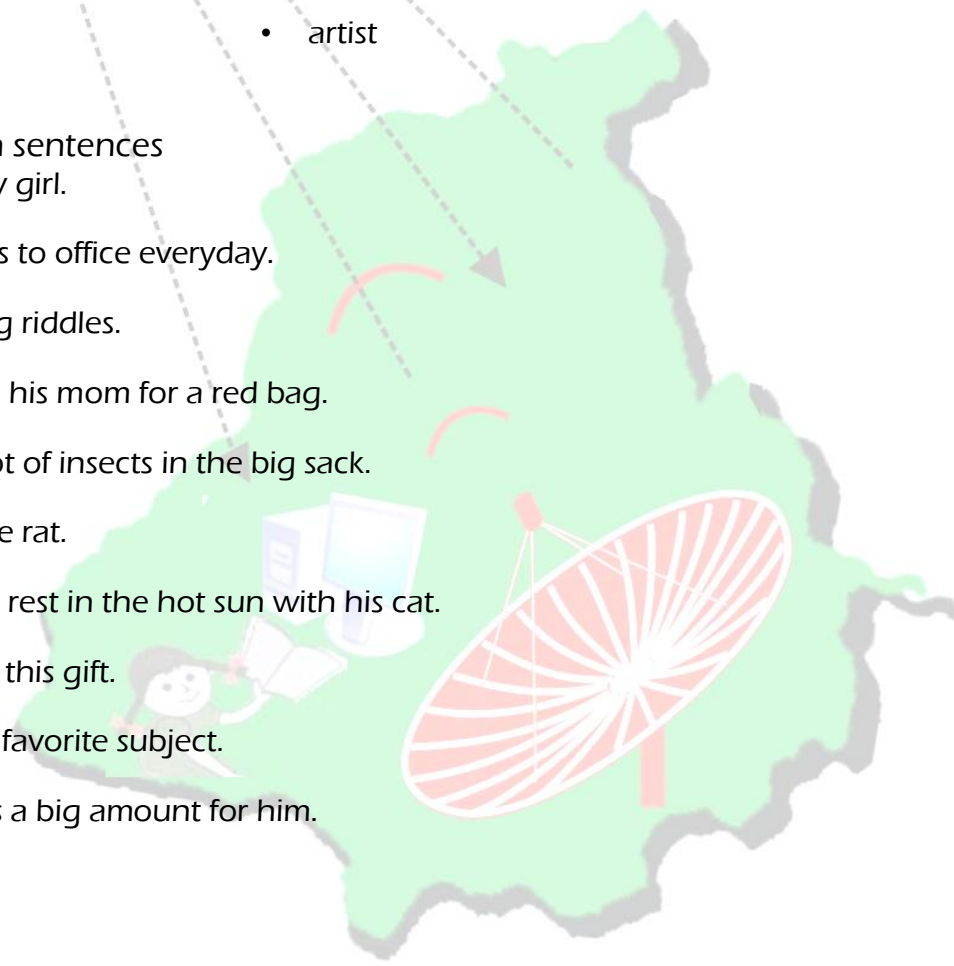 • artist
sentences
girl.
to office everyday.
riddles.
his mom for a red bag.
of insects in the big sack.
rat.
rest in the hot sun with his cat.
this gift.
favorite subject.
a big amount for him.